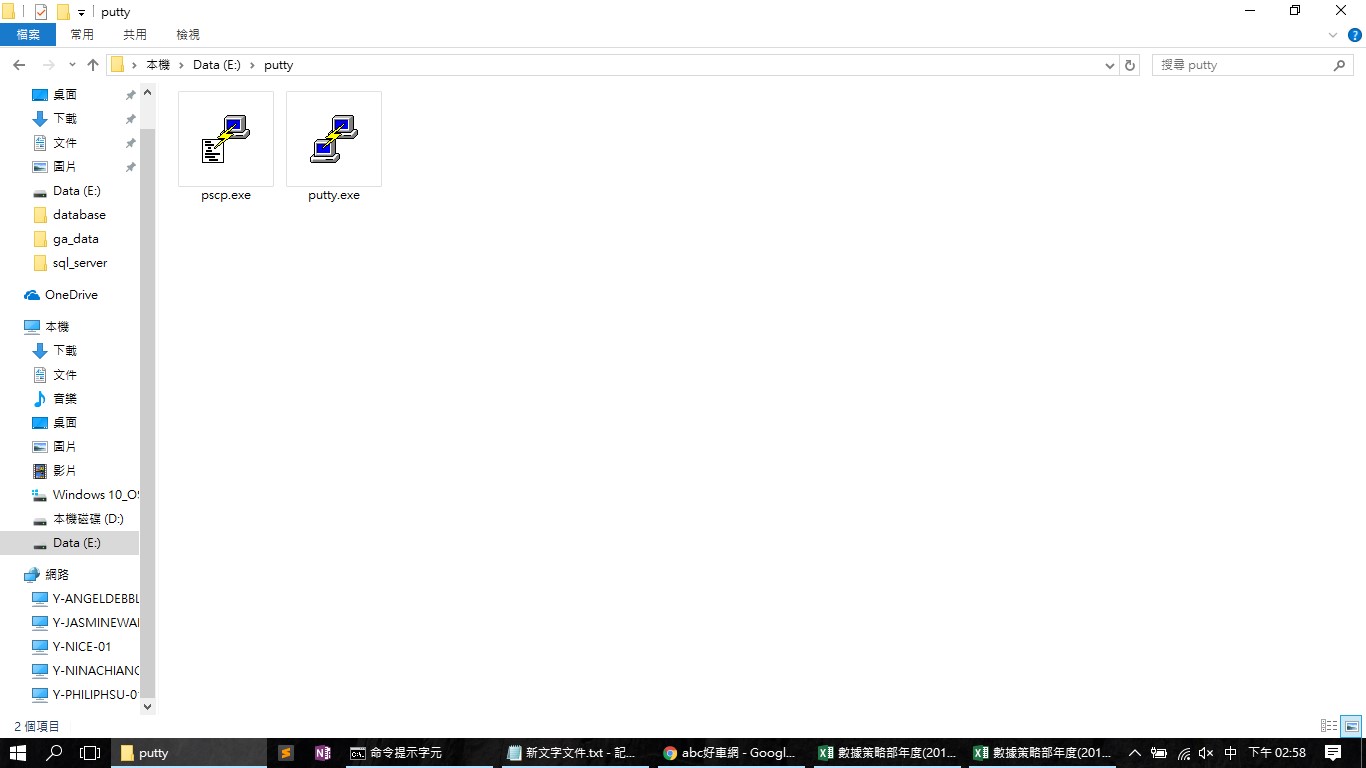 putty
檔案 常用 共用 檢視
本機 Data (E:) putty
搜尋 putty
桌面
下載
文件
圖片
Data (E:)
database
ga_data
sql_server
OneDrive
本機
下載
文件
音樂
桌面
圖片
影片
Windows 10_OS
本機磁碟 (D:)
Data (E:)
網路
Y-ANGELDEBBL
Y-JASMINEWA
Y-NICE-01
Y-NINACHIANG
Y-PHILIPHSU-0
pscp.exe
putty.exe
2 個項目
putty
命令提示字元
新文字文件.txt - 記...
abc好車網 - Googl...
數據策略部年度(201...
數據策略部年度(201...
中
下午 02:58